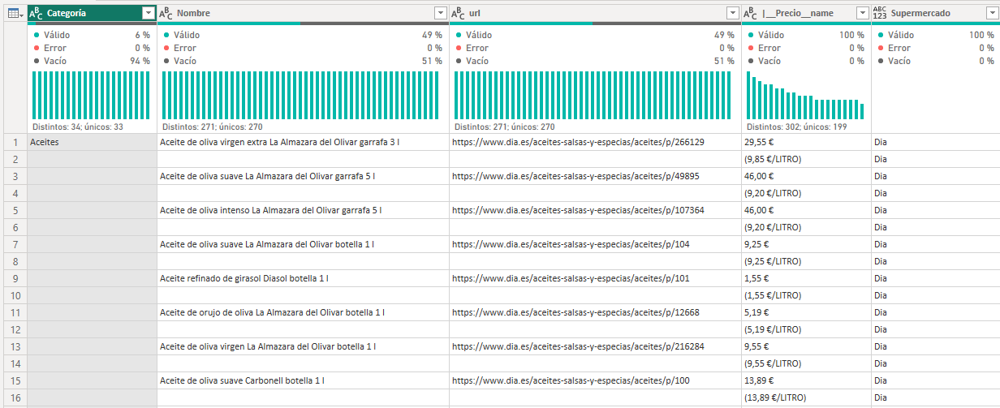 ABC Categoría ABC Nombre ABC url ABC |__Precio__name ABC 123 Supermercado
Válido 6 % Válido 49 % Válido 49 % Válido 100 % Válido 100 %
Error 0 % Error 0 % Error 0 % Error 0 % Error 0 %
Vacío 94 % Vacío 51 % Vacío 51 % Vacío 0 % Vacío 0 %
Distintos: 34; únicos: 33 Distintos: 271; únicos: 270 Distintos: 271; únicos: 270 Distintos: 302; únicos: 199
1 Aceites Aceite de oliva virgen extra La Almazara del Olivar garrafa 3 l https://www.dia.es/aceites-salsas-y-especias/aceites/p/266129 29,55 € Dia
2 (9,85 €/LITRO) Dia
3 Aceite de oliva suave La Almazara del Olivar garrafa 5 l https://www.dia.es/aceites-salsas-y-especias/aceites/p/49895 46,00 € Dia
4 (9,20 €/LITRO) Dia
5 Aceite de oliva intenso La Almazara del Olivar garrafa 5 l https://www.dia.es/aceites-salsas-y-especias/aceites/p/107364 46,00 € Dia
6 (9,20 €/LITRO) Dia
7 Aceite de oliva suave La Almazara del Olivar botella 1 l https://www.dia.es/aceites-salsas-y-especias/aceites/p/104 9,25 € Dia
8 (9,25 €/LITRO) Dia
9 Aceite refinado de girasol Diasol botella 1 l https://www.dia.es/aceites-salsas-y-especias/aceites/p/101 1,55 € Dia
10 (1,55 €/LITRO) Dia
11 Aceite de orujo de oliva La Almazara del Olivar botella 1 l https://www.dia.es/aceites-salsas-y-especias/aceites/p/12668 5,19 € Dia
12 (5,19 €/LITRO) Dia
13 Aceite de oliva virgen La Almazara del Olivar botella 1 l https://www.dia.es/aceites-salsas-y-especias/aceites/p/216284 9,55 € Dia
14 (9,55 €/LITRO) Dia
15 Aceite de oliva suave Carbonell botella 1 l https://www.dia.es/aceites-salsas-y-especias/aceites/p/100 13,89 € Dia
16 (13,89 €/LITRO) Dia